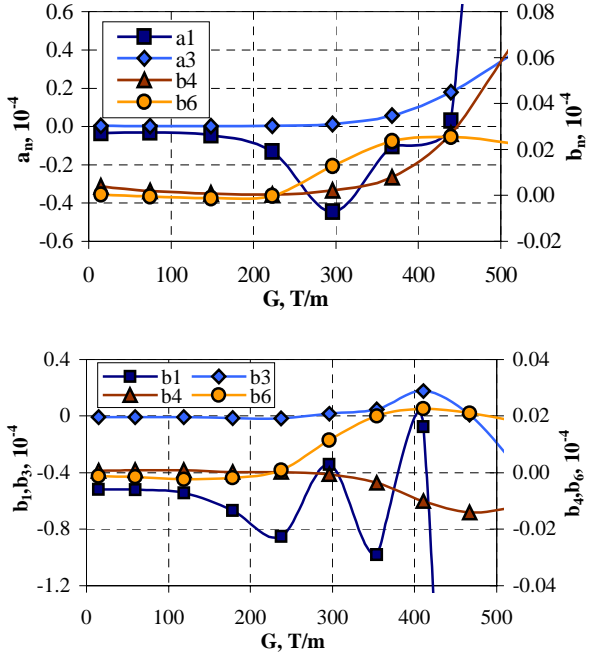 0.6 0.08
a1
a3
b4
b6
0.4 0.06
0.2 0.04
0.0 0.02
-0.2 0.00
-0.4
-0.6 -0.02
aₙ, 10⁻⁴
bₙ, 10⁻⁴
0 100 200 300 400 500
G, T/m
0.4 0.04
b1 b3
b4 b6
0 0.02
-0.4 0.00
-0.8 -0.02
-1.2 -0.04
b₁,b₃, 10⁻⁴
b₄,b₆, 10⁻⁴
0 100 200 300 400 500
G, T/m